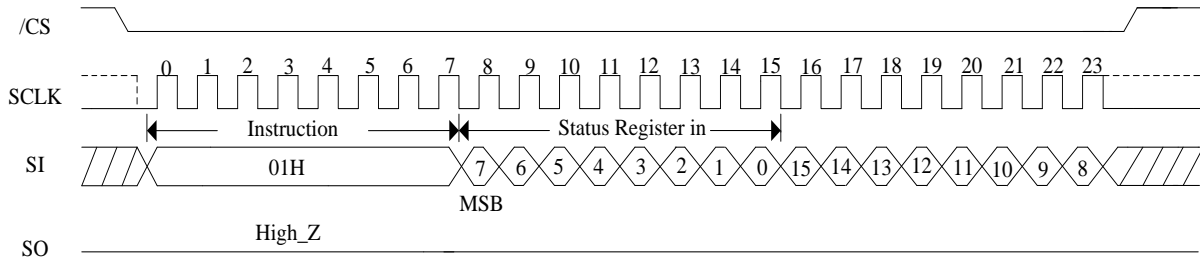 /CS
0 1 2 3 4 5 6 7 8 9 10 11 12 13 14 15 16 17 18 19 20 21 22 23
SCLK
Instruction Status Register in
SI 01H 7 6 5 4 3 2 1 0 15 14 13 12 11 10 9 8
MSB
High_Z
SO